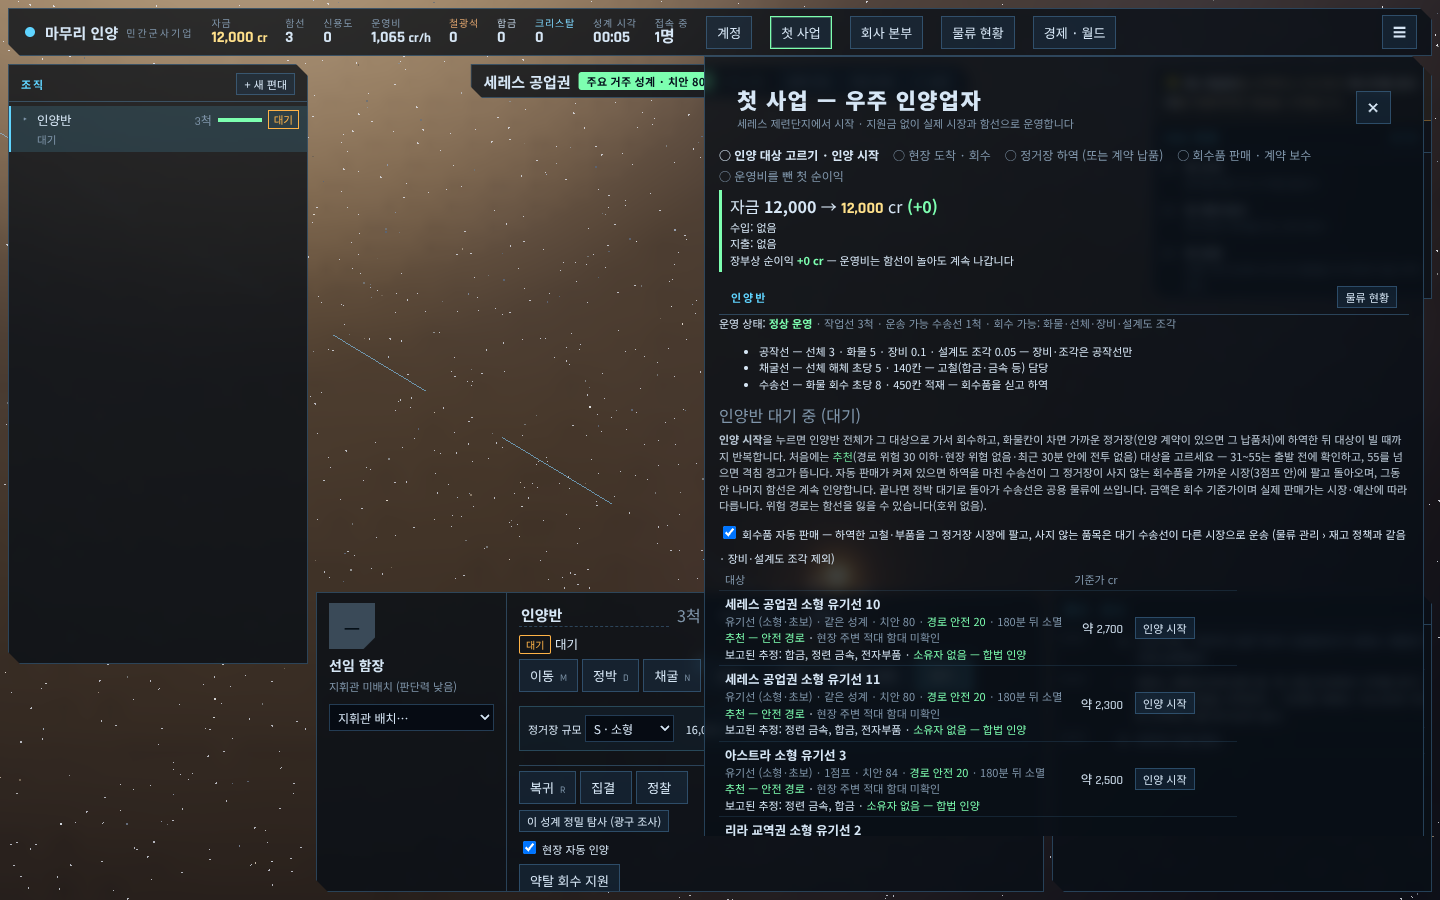 마무리 인양 민간군사기업
자금 12,000 cr
함선 3
신용도 0
운영비 1,065 cr/h
철광석 0
합금 0
크리스탈 0
성계 시각 00:05
접속 중 1명
계정
첫 사업
회사 본부
물류 현황
경제 · 월드
☰
조직
+ 새 편대
인양반 3척 대기
대기
세레스 공업권 주요 거주 성계 · 치안 80
첫 사업 — 우주 인양업자
×
세레스 제련단지에서 시작 · 지원금 없이 실제 시장과 함선으로 운영합니다
○ 인양 대상 고르기 · 인양 시작 ○ 현장 도착 · 회수 ○ 정거장 하역 (또는 계약 납품) ○ 회수품 판매 · 계약 보수
○ 운영비를 뺀 첫 순이익
자금 12,000 → 12,000 cr (+0)
수입: 없음
지출: 없음
장부상 순이익 +0 cr — 운영비는 함선이 놀아도 계속 나갑니다
인양반
물류 현황
운영 상태: 정상 운영 · 작업선 3척 · 운송 가능 수송선 1척 · 회수 가능: 화물·선체·장비·설계도 조각
• 공작선 — 선체 3 · 화물 5 · 장비 0.1 · 설계도 조각 0.05 — 장비·조각은 공작선만
• 채굴선 — 선체 해체 초당 5 · 140칸 — 고철(합금·금속 등) 담당
• 수송선 — 화물 회수 초당 8 · 450칸 적재 — 회수품을 싣고 하역
인양반 대기 중 (대기)
인양 시작을 누르면 인양반 전체가 그 대상으로 가서 회수하고, 화물칸이 차면 가까운 정거장(인양 계약이 있으면 그 납품처)에 하역한 뒤 대상이 빌 때까
지 반복합니다. 처음에는 추천(경로 위험 30 이하·현장 위협 없음·최근 30분 안에 전투 없음) 대상을 고르세요 — 31~55는 출발 전에 확인하고, 55를 넘
으면 격침 경고가 뜹니다. 자동 판매가 켜져 있으면 하역을 마친 수송선이 그 정거장이 사지 않는 회수품을 가까운 시장(3점프 안)에 팔고 돌아오며, 그동
안 나머지 함선은 계속 인양합니다. 끝나면 정박 대기로 돌아가 수송선은 공용 물류에 쓰입니다. 금액은 회수 기준가이며 실제 판매가는 시장·예산에 따라
다릅니다. 위험 경로는 함선을 잃을 수 있습니다(호위 없음).
회수품 자동 판매 — 하역한 고철·부품을 그 정거장 시장에 팔고, 사지 않는 품목은 대기 수송선이 다른 시장으로 운송 (물류 관리 › 재고 정책과 같음
· 장비·설계도 조각 제외)
대상 기준가 cr
세레스 공업권 소형 유기선 10
유기선 (소형·초보) · 같은 성계 · 치안 80 · 경로 안전 20 · 180분 뒤 소멸
추천 — 안전 경로 · 현장 주변 적대 함대 미확인
보고된 추정: 합금, 정련 금속, 전자부품 · 소유자 없음 — 합법 인양
약 2,700 인양 시작
세레스 공업권 소형 유기선 11
유기선 (소형·초보) · 같은 성계 · 치안 80 · 경로 안전 20 · 180분 뒤 소멸
추천 — 안전 경로 · 현장 주변 적대 함대 미확인
보고된 추정: 정련 금속, 합금, 전자부품 · 소유자 없음 — 합법 인양
약 2,300 인양 시작
아스트라 소형 유기선 3
유기선 (소형·초보) · 1점프 · 치안 84 · 경로 안전 20 · 180분 뒤 소멸
추천 — 안전 경로 · 현장 주변 적대 함대 미확인
보고된 추정: 정련 금속, 합금 · 소유자 없음 — 합법 인양
약 2,500 인양 시작
리라 교역권 소형 유기선 2
—
선임 함장
지휘관 미배치 (판단력 낮음)
지휘관 배치…
인양반 3척
대기 대기
이동 M
정박 D
채굴 N
정거장 규모 S · 소형 16,0
복귀 R
집결
정찰
이 성계 정밀 탐사 (광구 조사)
현장 자동 인양
약탈 회수 지원